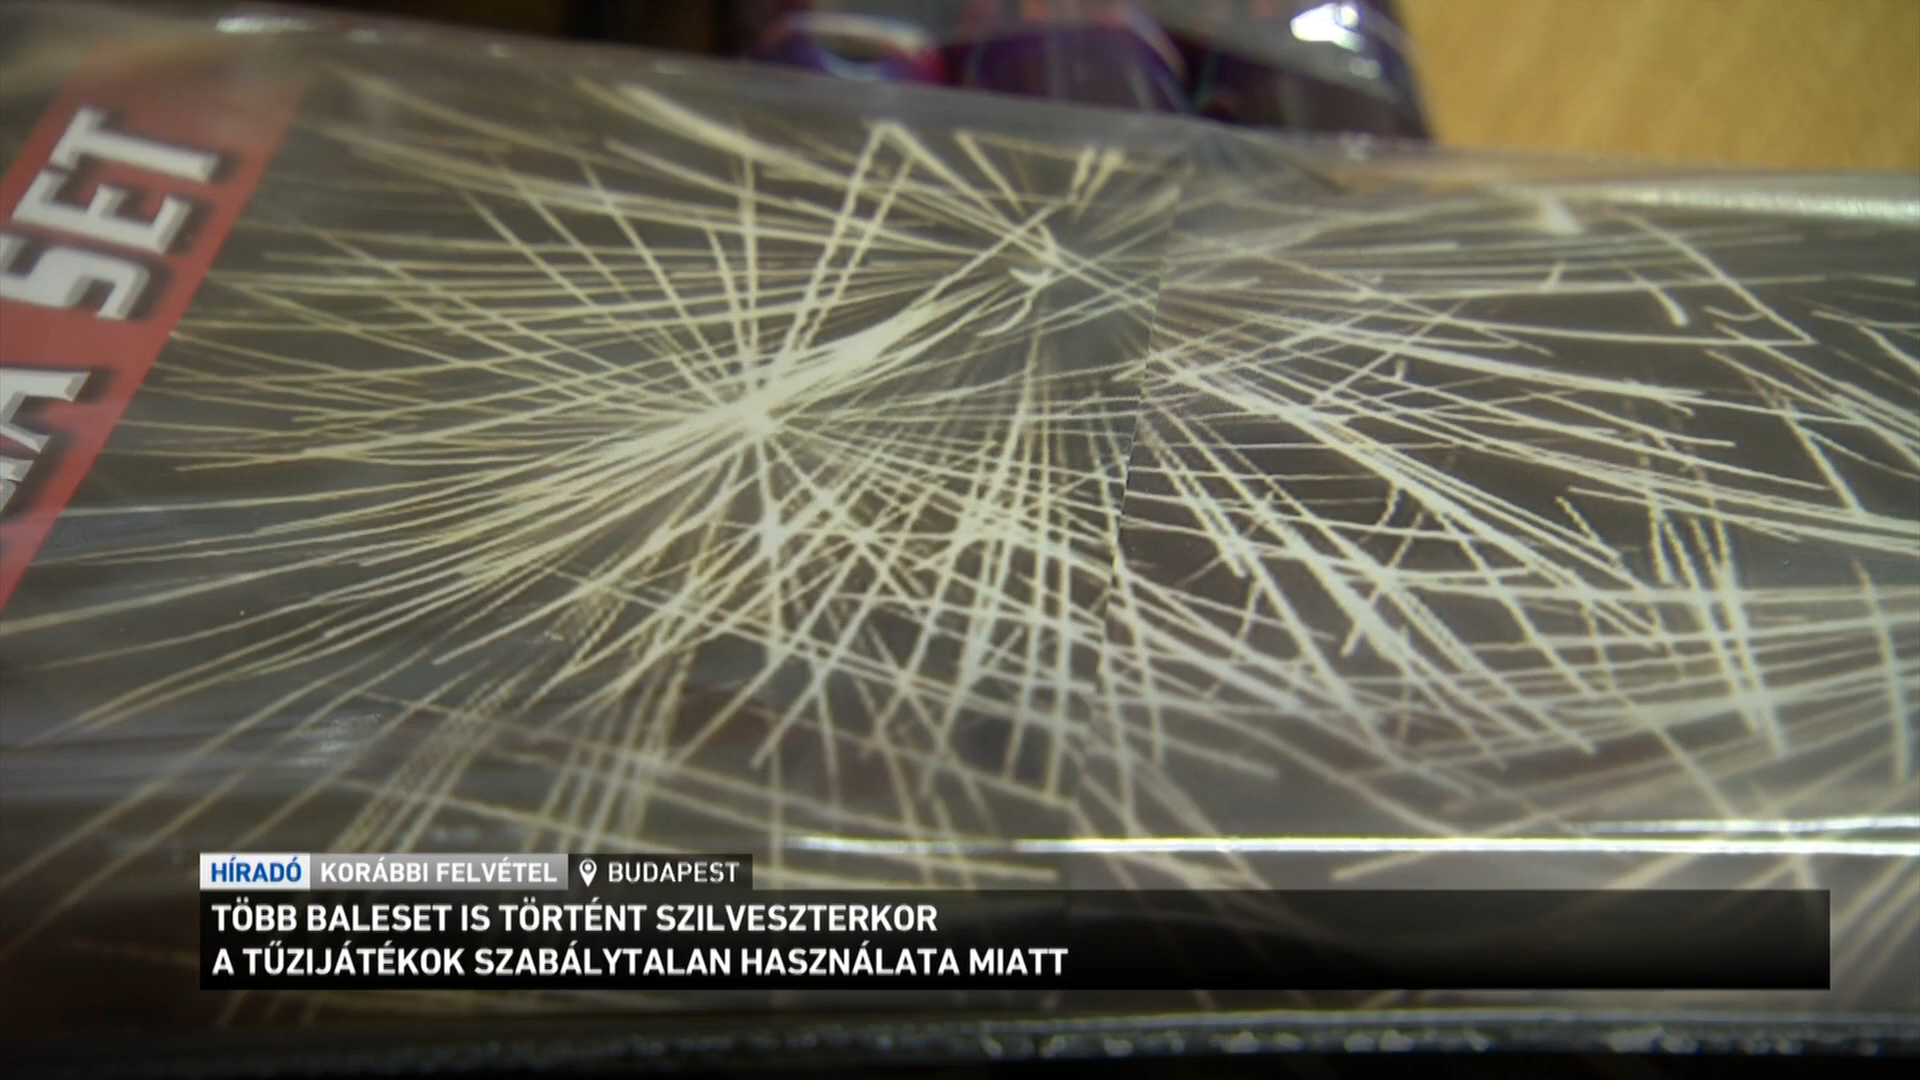 SET
HÍRADÓ KORÁBBI FELVÉTEL BUDAPEST
TÖBB BALESET IS TÖRTÉNT SZILVESZTERKOR
A TŰZIJÁTÉKOK SZABÁLYTALAN HASZNÁLATA MIATT